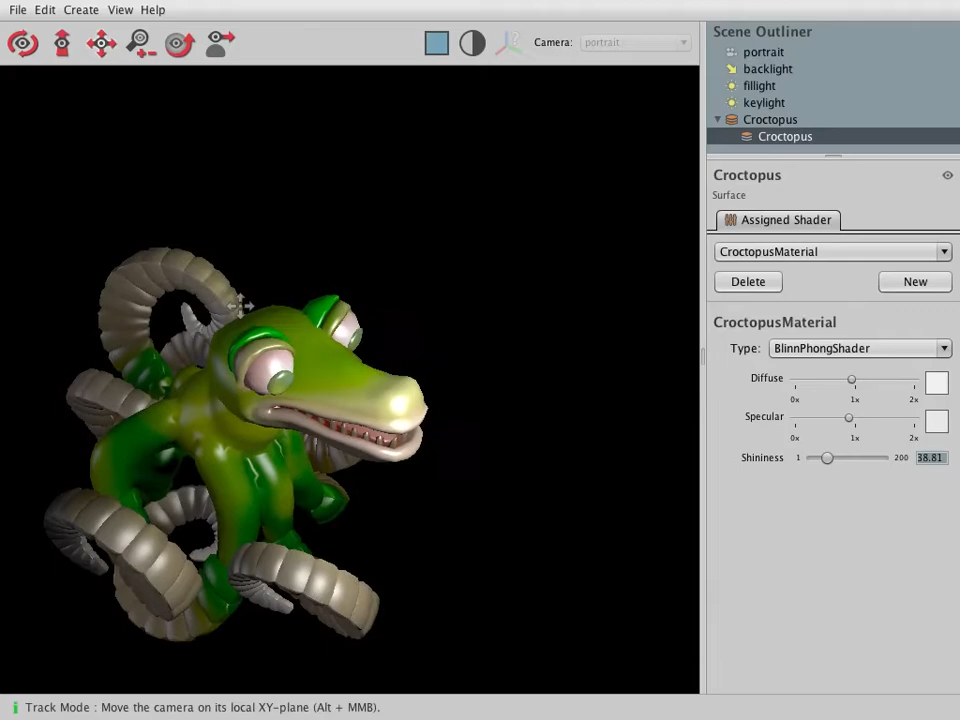 File Edit Create View Help
Camera: portrait
Scene Outliner
portrait
backlight
fillight
keylight
Croctopus
Croctopus
Croctopus
Surface
Assigned Shader
CroctopusMaterial
Delete New
CroctopusMaterial
Type: BlinnPhongShader
Diffuse
0x 1x 2x
Specular
0x 1x 2x
Shininess 1 200 38.81
Track Mode : Move the camera on its local XY-plane (Alt + MMB).